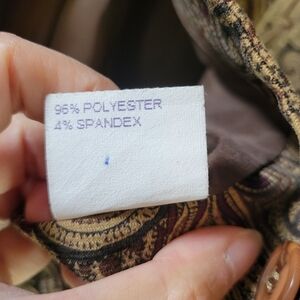 96% POLYESTER
4% SPANDEX